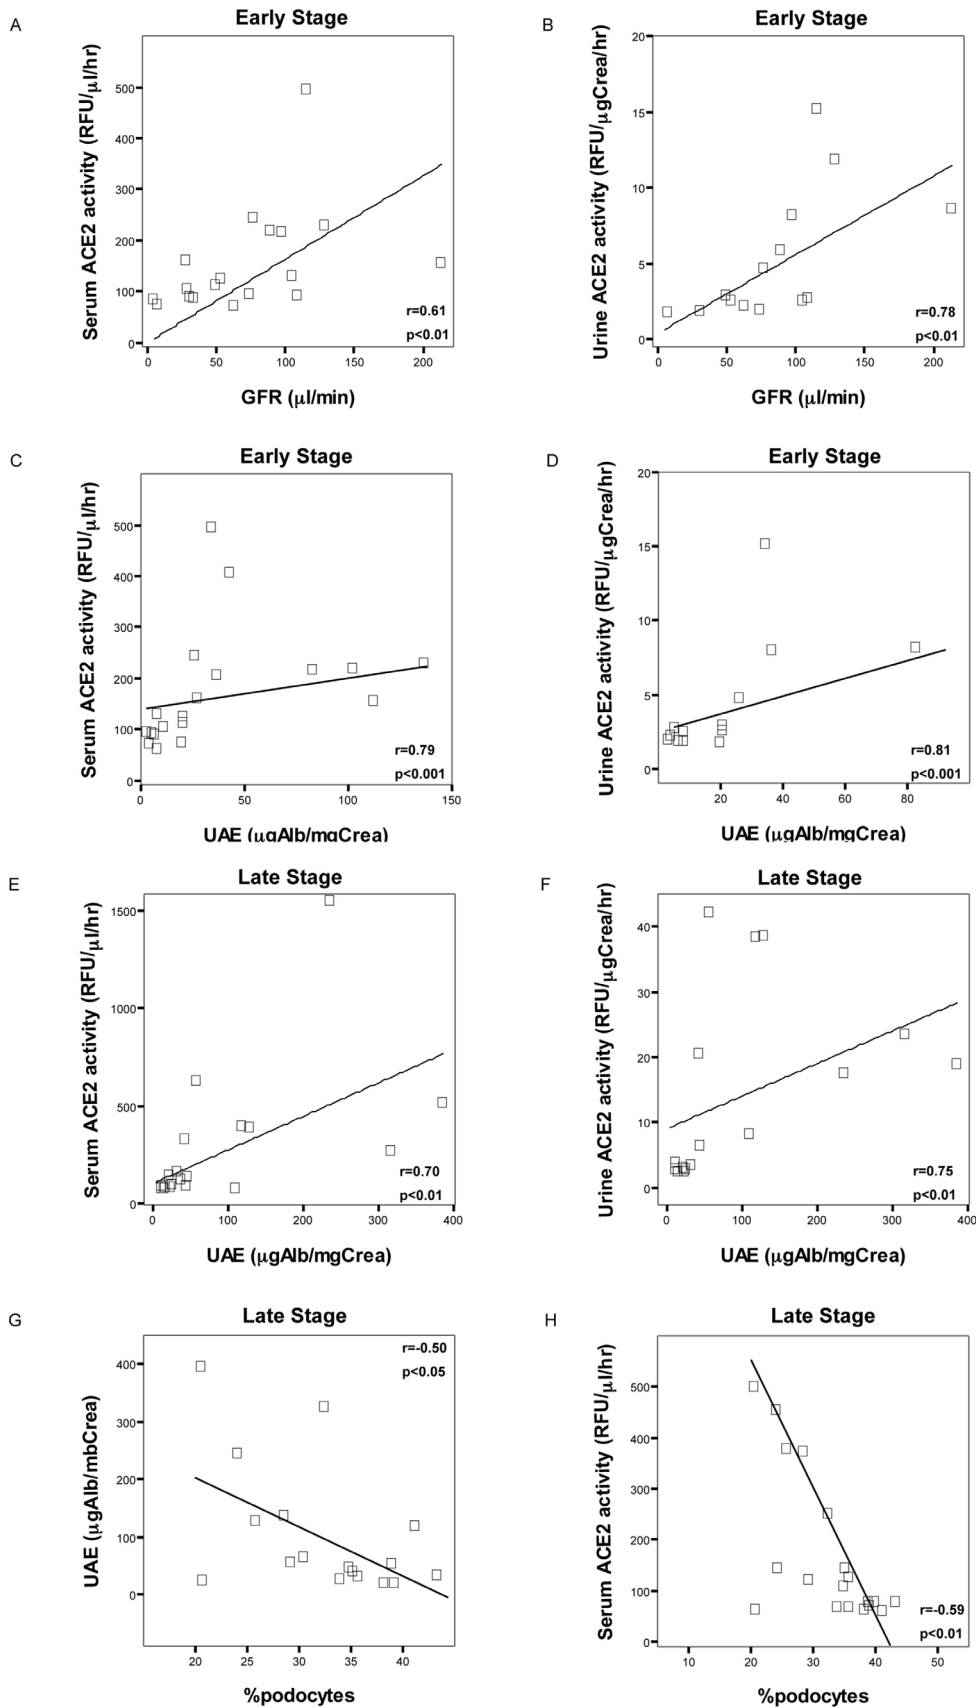 A
Early Stage
Serum ACE2 activity (RFU/μl/hr)
500
400
300
200
100
0
r=0.61
p<0.01
0 50 100 150 200
GFR (μl/min)
B
Early Stage
Urine ACE2 activity (RFU/μgCrea/hr)
20
15
10
5
0
r=0.78
p<0.01
0 50 100 150 200
GFR (μl/min)
C
Early Stage
Serum ACE2 activity (RFU/μl/hr)
500
400
300
200
100
0
r=0.79
p<0.001
0 50 100 150
UAE (μgAlb/mgCrea)
D
Early Stage
Urine ACE2 activity (RFU/μgCrea/hr)
20
15
10
5
0
r=0.81
p<0.001
20 40 60 80
UAE (μgAlb/mgCrea)
E
Late Stage
Serum ACE2 activity (RFU/μl/hr)
1500
1000
500
0
r=0.70
p<0.01
0 100 200 300 400
UAE (μgAlb/mgCrea)
F
Late Stage
Urine ACE2 activity (RFU/μgCrea/hr)
40
30
20
10
0
r=0.75
p<0.01
0 100 200 300 400
UAE (μgAlb/mgCrea)
G
Late Stage
UAE (μgAlb/mbCrea)
r=-0.50
p<0.05
400
300
200
100
0
20 30 35 40
%podocytes
H
Late Stage
Serum ACE2 activity (RFU/μl/hr)
500
400
300
200
100
0
r=-0.59
p<0.01
10 20 30 40 50
%podocytes